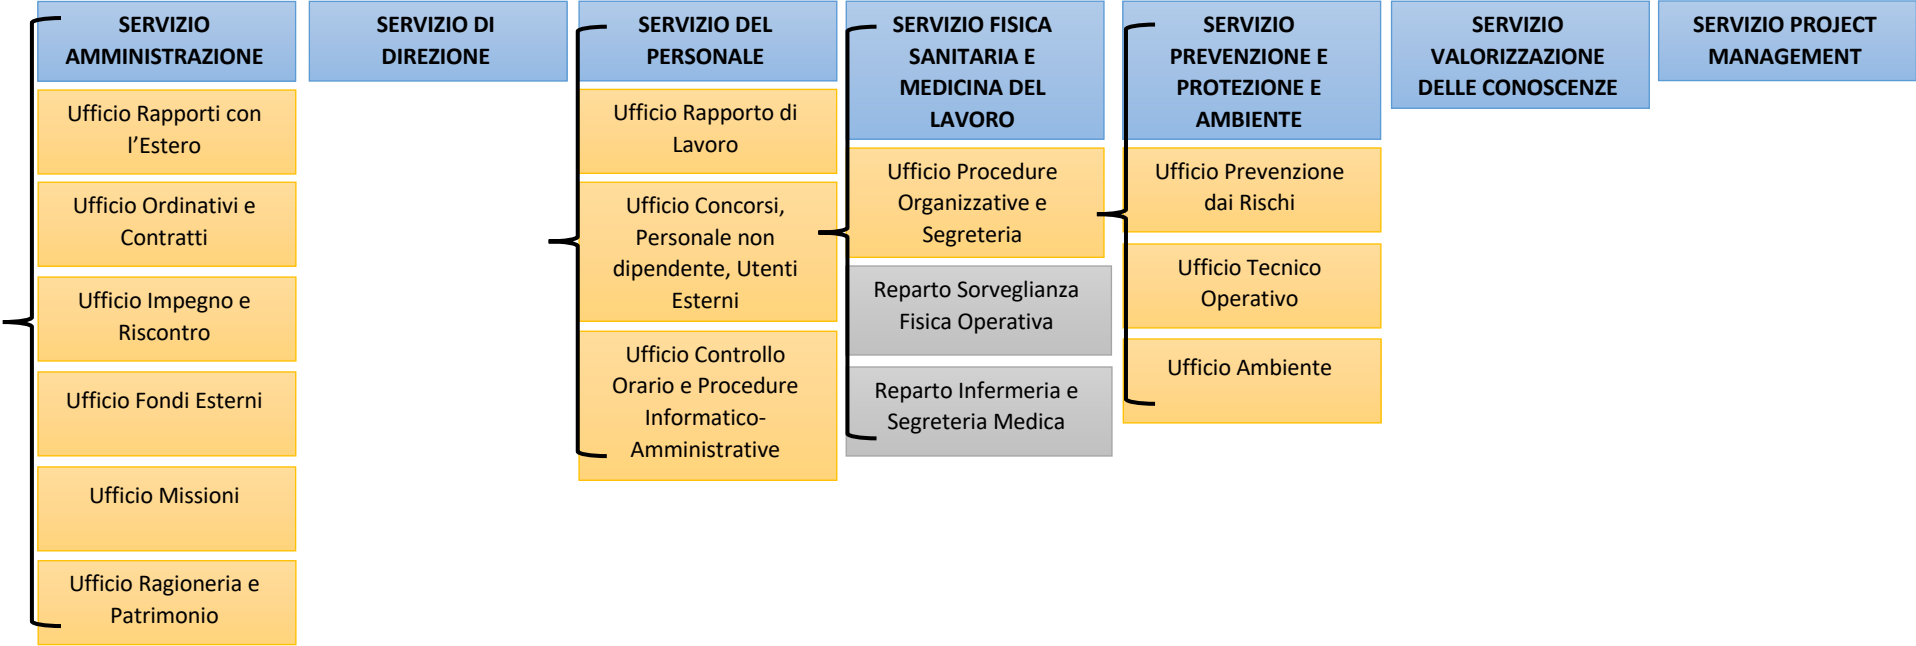 SERVIZIO
AMMINISTRAZIONE
Ufficio Rapporti con
l’Estero
Ufficio Ordinativi e
Contratti
Ufficio Impegno e
Riscontro
Ufficio Fondi Esterni
Ufficio Missioni
Ufficio Ragioneria e
Patrimonio
SERVIZIO DI
DIREZIONE
SERVIZIO DEL
PERSONALE
Ufficio Rapporto di
Lavoro
Ufficio Concorsi,
Personale non
dipendente, Utenti
Esterni
Ufficio Controllo
Orario e Procedure
Informatico-
Amministrative
SERVIZIO FISICA
SANITARIA E
MEDICINA DEL
LAVORO
Ufficio Procedure
Organizzative e
Segreteria
Reparto Sorveglianza
Fisica Operativa
Reparto Infermeria e
Segreteria Medica
SERVIZIO
PREVENZIONE E
PROTEZIONE E
AMBIENTE
Ufficio Prevenzione
dai Rischi
Ufficio Tecnico
Operativo
Ufficio Ambiente
SERVIZIO
VALORIZZAZIONE
DELLE CONOSCENZE
SERVIZIO PROJECT
MANAGEMENT